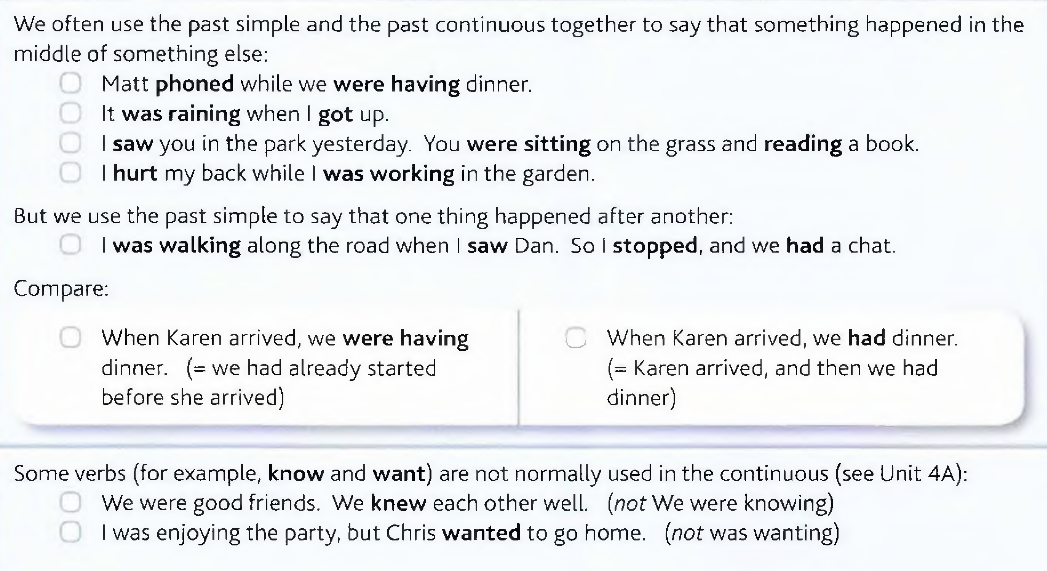 We often use the past simple and the past continuous together to say that something happened in the
middle of something else:
Matt phoned while we were having dinner.
It was raining when I got up.
I saw you in the park yesterday. You were sitting on the grass and reading a book.
I hurt my back while I was working in the garden.
But we use the past simple to say that one thing happened after another:
I was walking along the road when I saw Dan. So I stopped, and we had a chat.
Compare:
When Karen arrived, we were having
dinner. (= we had already started
before she arrived)
When Karen arrived, we had dinner.
(= Karen arrived, and then we had
dinner)
Some verbs (for example, know and want) are not normally used in the continuous (see Unit 4A):
We were good friends. We knew each other well. (not We were knowing)
I was enjoying the party, but Chris wanted to go home. (not was wanting)